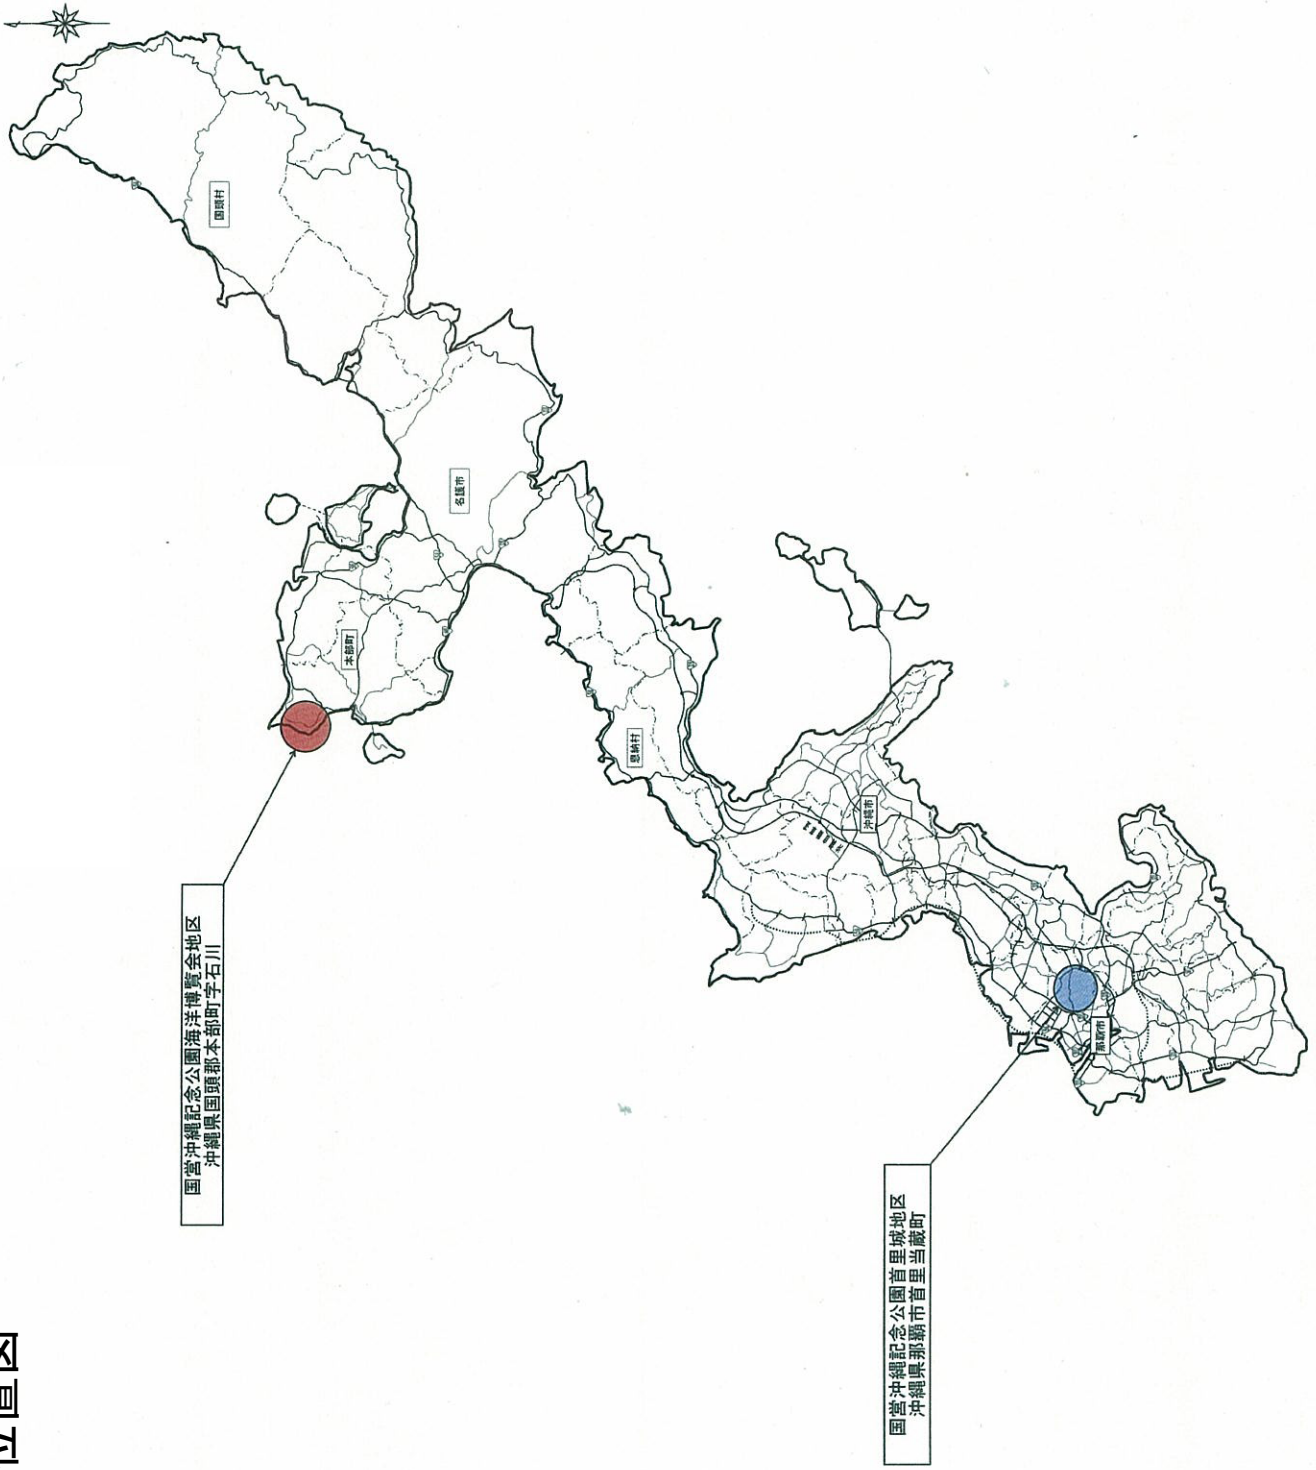 位置図
国頭村
名護市
本部町
恩納村
沖縄市
那覇市
国営沖縄記念公園海洋博覧会地区
沖縄県国頭郡本部町字石川
国営沖縄記念公園首里城地区
沖縄県那覇市首里当蔵町